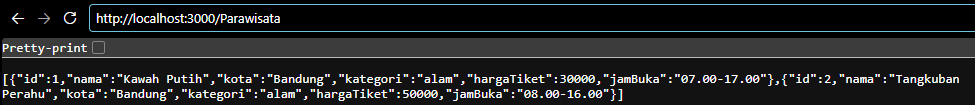 http://localhost:3000/Parawisata
Pretty-print
[{"id":1,"nama":"Kawah Putih","kota":"Bandung","kategori":"alam","hargaTiket":30000,"jamBuka":"07.00-17.00"},{"id":2,"nama":"Tangkuban
Perahu","kota":"Bandung","kategori":"alam","hargaTiket":50000,"jamBuka":"08.00-16.00"}]